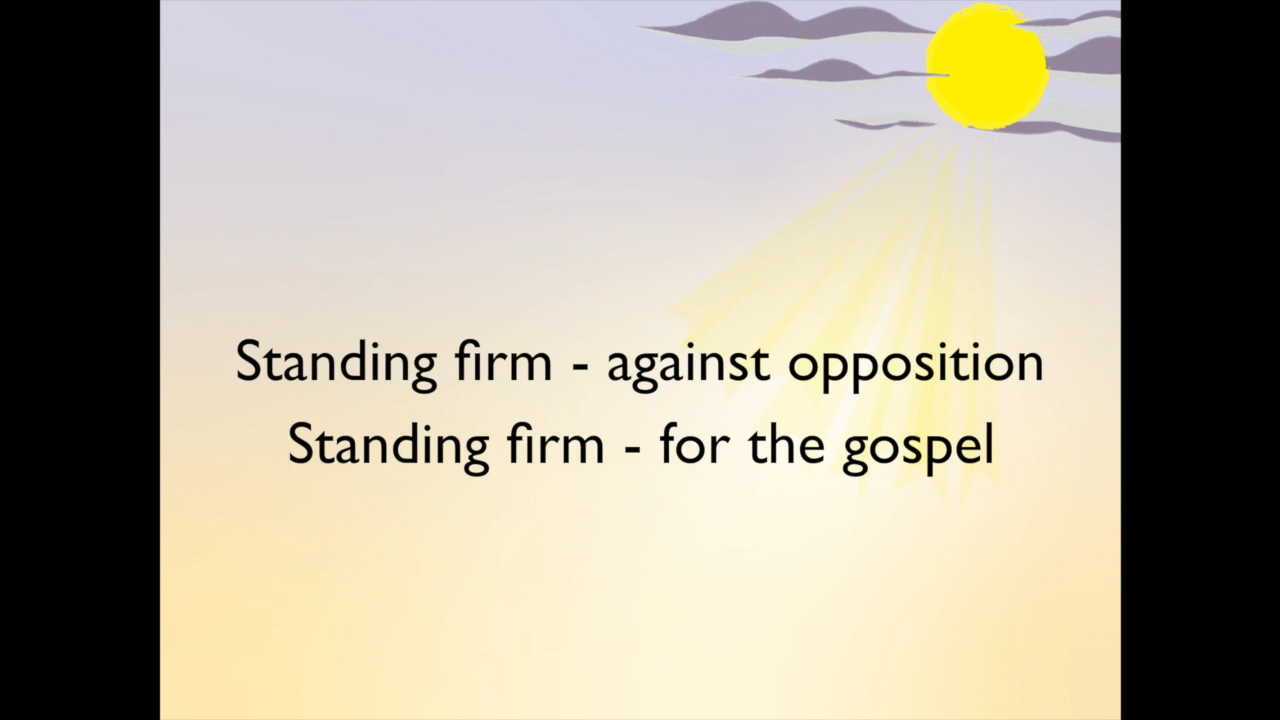 Standing firm - against opposition
Standing firm - for the gospel